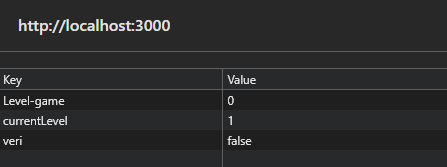 http://localhost:3000
Key Value
Level-game 0
currentLevel 1
veri false